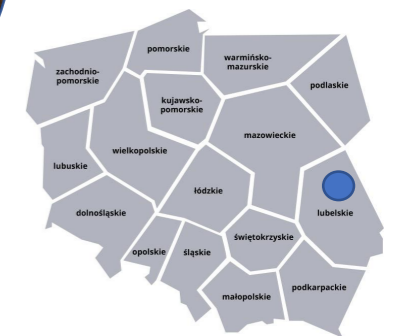 pomorskie
warmińsko-
mazurskie
zachodnio-
pomorskie
podlaskie
kujawsko-
pomorskie
mazowieckie
wielkopolskie
lubuskie
łódzkie
dolnośląskie
lubelskie
świętokrzyskie
opolskie
śląskie
podkarpackie
małopolskie